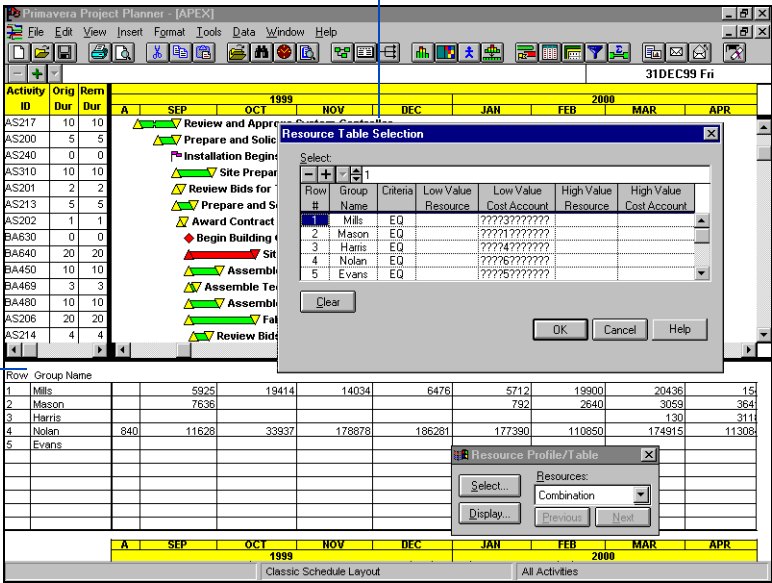 Primavera Project Planner - [APEX]
File Edit View Insert Format Tools Data Window Help
31DEC99 Fri
Activity Orig Rem
ID Dur Dur
1999 2000
A SEP OCT NOV DEC JAN FEB MAR APR
AS217 10 10 Review and Approve System Controller
AS200 5 5 Prepare and Solic
AS240 0 0 Installation Begins
AS310 10 10 Site Prepar
AS201 2 2 Review Bids for
AS213 5 5 Prepare and S
AS202 1 1 Award Contract
BA630 0 0 Begin Building
BA640 20 20 Sit
BA450 10 10 Assembl
BA469 3 3 Assemble Te
BA480 10 10 Assembl
AS206 20 20 Fal
AS214 4 4 Review Bids
Resource Table Selection
Select:
1
Row Group Criteria Low Value Low Value High Value High Value
# Name Resource Cost Account Resource Cost Account
1 Mills EQ ????3???????
2 Mason EQ ????1???????
3 Harris EQ ????4???????
4 Nolan EQ ????6???????
5 Evans EQ ????5???????
Clear
OK Cancel Help
Row Group Name
1 Mills 5925 19414 14034 6476 5712 19900 20436 15
2 Mason 7636 792 2640 3059 364
3 Harris 130 311
4 Nolan 840 11628 33937 178878 186281 177390 110850 174915 11308
5 Evans
Resource Profile/Table
Select... Resources:
Combination
Display... Previous Next
A SEP OCT NOV DEC JAN FEB MAR APR
1999 2000
Classic Schedule Layout All Activities